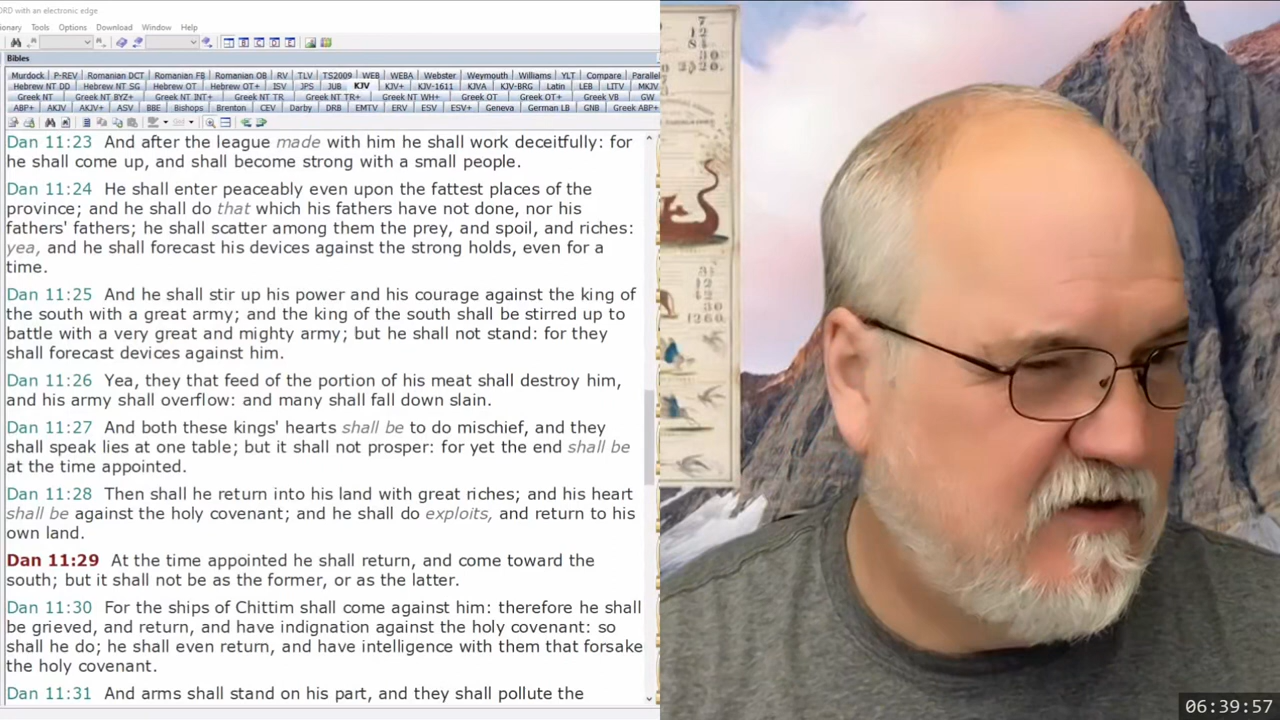 ORD with an electronic edge
ionary Tools Options Download Window Help
Bibles
Murdock P-REV Romanian DCT Romanian FB Romanian OB RV TLV TS2009 WEB WEBA Webster Weymouth Williams YLT Compare Parallel
Hebrew NT DD Hebrew NT SG Hebrew OT Hebrew OT+ ISV JPS JUB KJV KJV+ KJV-1611 KJVA KJV-BRG Latin LEB LITV MKJV
Greek NT Greek NT BYZ+ Greek NT INT+ Greek NT TR Greek NT TR+ Greek NT WH+ Greek OT Greek OT+ Greek VB GW
ABP+ AKJV AKJV+ ASV BBE Bishops Brenton CEV Darby DRB EMTV ERV ESV ESV+ Geneva German LB GNB Greek ABP+
Dan 11:23 And after the league made with him he shall work deceitfully: for
he shall come up, and shall become strong with a small people.
Dan 11:24 He shall enter peaceably even upon the fattest places of the
province; and he shall do that which his fathers have not done, nor his
fathers' fathers; he shall scatter among them the prey, and spoil, and riches:
yea, and he shall forecast his devices against the strong holds, even for a
time.
Dan 11:25 And he shall stir up his power and his courage against the king of
the south with a great army; and the king of the south shall be stirred up to
battle with a very great and mighty army; but he shall not stand: for they
shall forecast devices against him.
Dan 11:26 Yea, they that feed of the portion of his meat shall destroy him,
and his army shall overflow: and many shall fall down slain.
Dan 11:27 And both these kings' hearts shall be to do mischief, and they
shall speak lies at one table; but it shall not prosper: for yet the end shall be
at the time appointed.
Dan 11:28 Then shall he return into his land with great riches; and his heart
shall be against the holy covenant; and he shall do exploits, and return to his
own land.
Dan 11:29 At the time appointed he shall return, and come toward the
south; but it shall not be as the former, or as the latter.
Dan 11:30 For the ships of Chittim shall come against him: therefore he shall
be grieved, and return, and have indignation against the holy covenant: so
shall he do; he shall even return, and have intelligence with them that forsake
the holy covenant.
Dan 11:31 And arms shall stand on his part, and they shall pollute the
7
12
30
2520.
12
30
1260
06:39:57